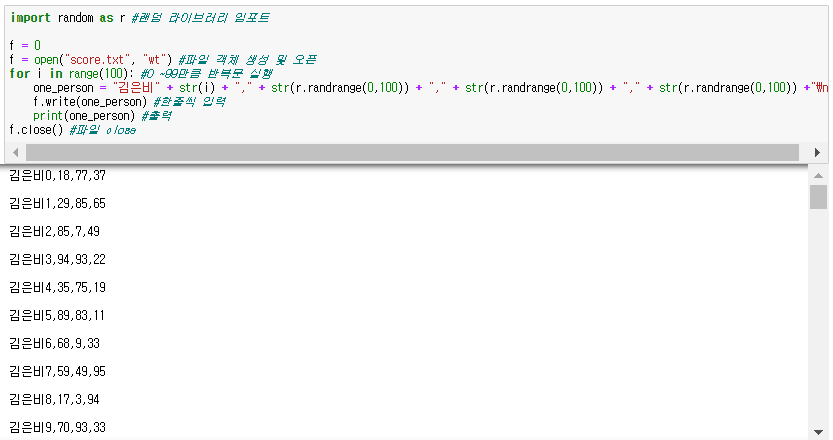 import random as r #랜덤 라이브러리 임포트
f = 0
f = open("score.txt", "wt") #파일 객체 생성 및 오픈
for i in range(100): #0 ~99만큼 반복문 실행
one_person = "김은비" + str(i) + "," + str(r.randrange(0,100)) + "," + str(r.randrange(0,100)) + "," + str(r.randrange(0,100)) +"\n
f.write(one_person) #한줄씩 입력
print(one_person) #출력
f.close() #파일 close
김은비0,18,77,37
김은비1,29,85,65
김은비2,85,7,49
김은비3,94,93,22
김은비4,35,75,19
김은비5,89,83,11
김은비6,68,9,33
김은비7,59,49,95
김은비8,17,3,94
김은비9,70,93,33